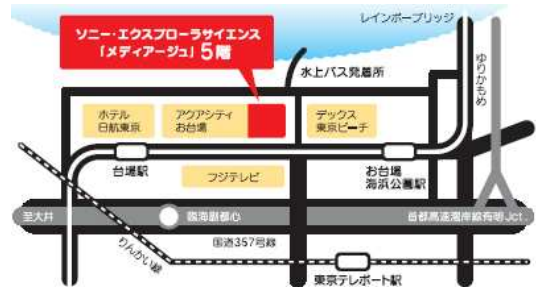 レインボーブリッジ
ソニー・エクスプローラサイエンス
「メディアージュ」5階
ゆりかもめ
水上バス発着所
ホテル
日航東京
アクアシティ
お台場
デックス
東京ビーチ
台場駅
フジテレビ
お台場
海浜公園駅
至大井
臨海副都心
首都高速湾岸線有明Jct.
りんかい線
国道357号線
東京テレポート駅